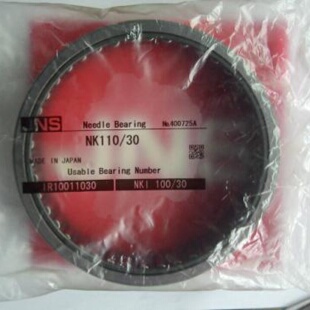 JNS Needle Bearing No.400725A
NK110/30
MADE IN JAPAN
Usable Bearing Number
IR10011030 NKI 100/30